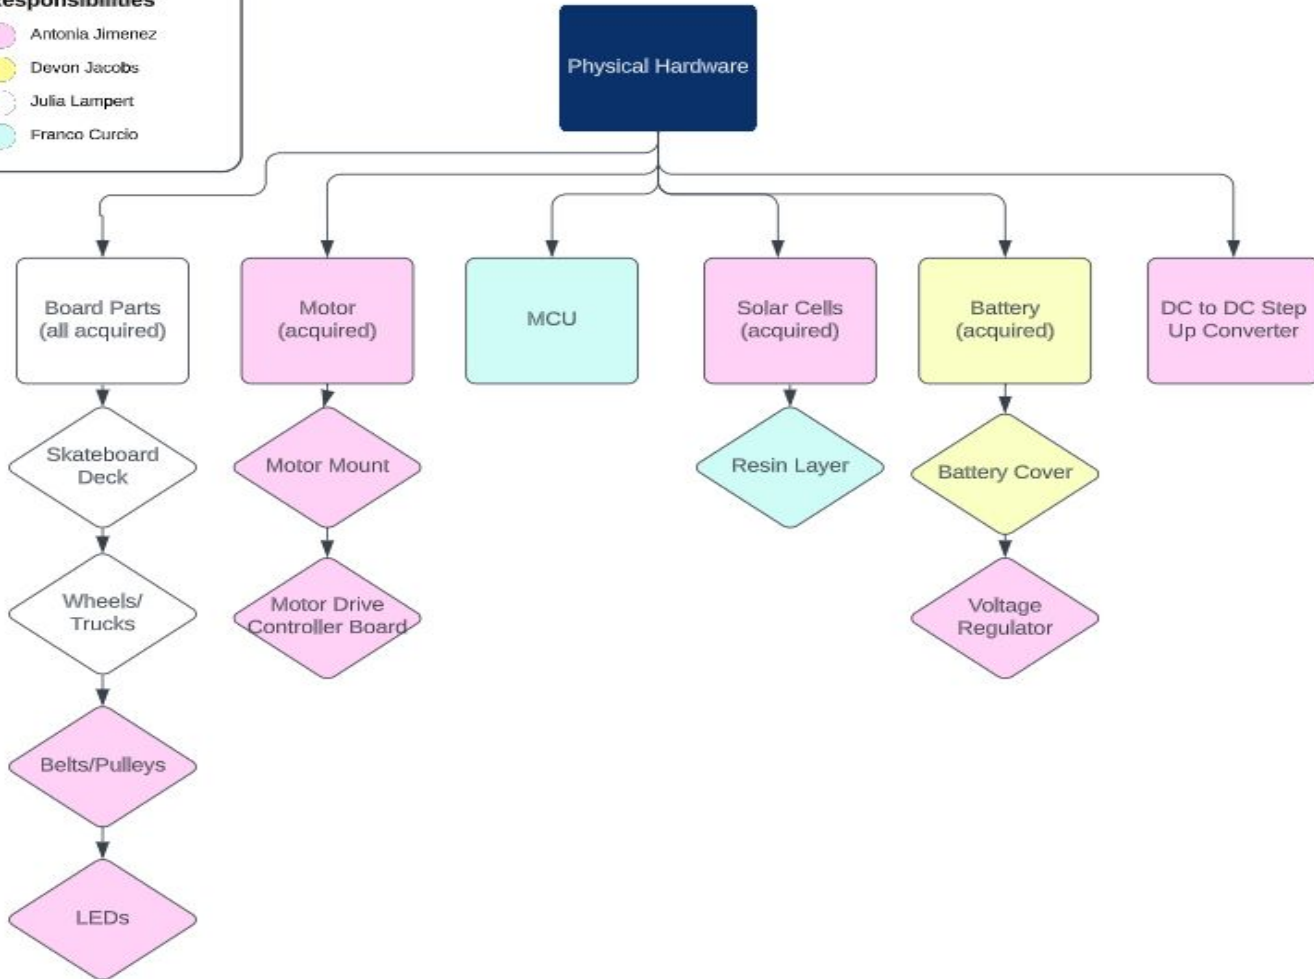 Responsibilities
Antonia Jimenez
Devon Jacobs
Julia Lampert
Franco Curcio
Physical Hardware
Board Parts
(all acquired)
Motor
(acquired)
MCU
Solar Cells
(acquired)
Battery
(acquired)
DC to DC Step
Up Converter
Skateboard
Deck
Motor Mount
Resin Layer
Battery Cover
Wheels/
Trucks
Motor Drive
Controller Board
Voltage
Regulator
Belts/Pulleys
LEDs